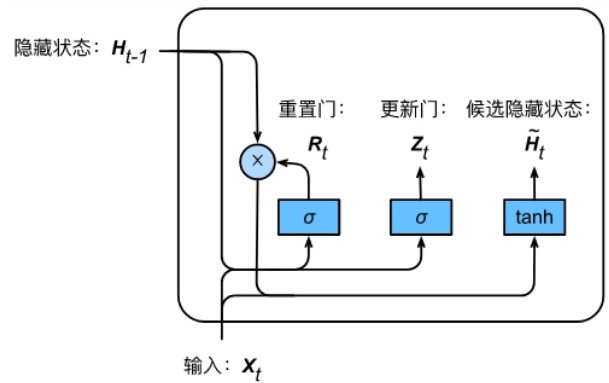 隐藏状态：H_{t-1}
重置门： 更新门： 候选隐藏状态：
R_t Z_t H̃_t
×
σ σ tanh
输入：X_t